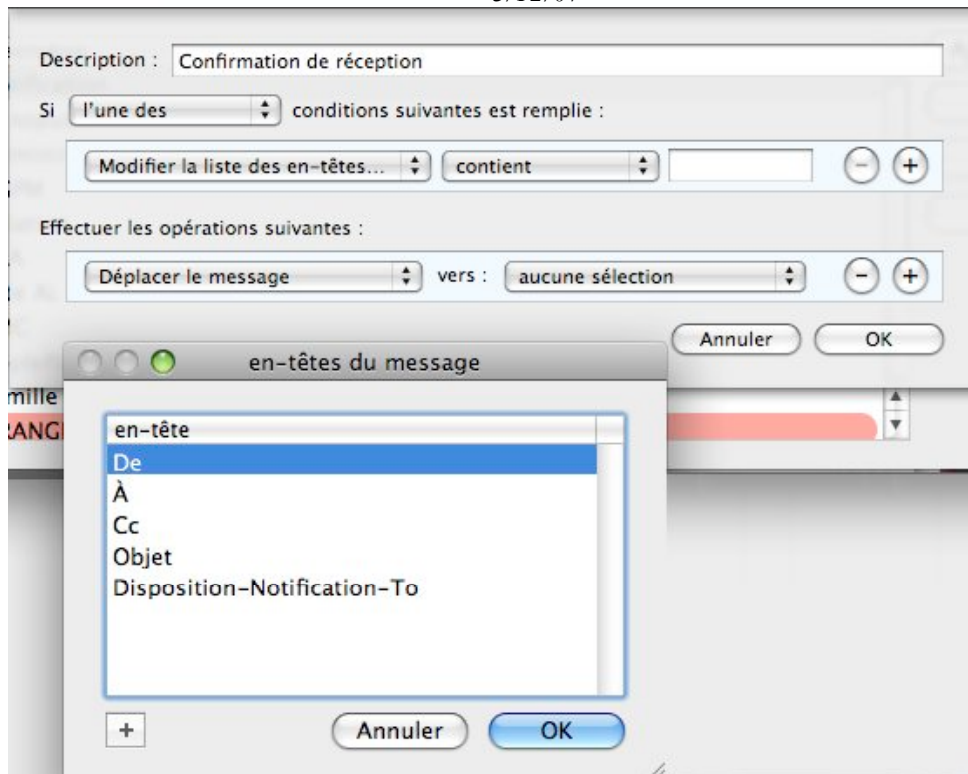 Description : Confirmation de réception
Si l'une des conditions suivantes est remplie :
Modifier la liste des en-têtes... contient
Effectuer les opérations suivantes :
Déplacer le message vers : aucune sélection
Annuler OK
en-têtes du message
mille
en-tête
De
À
Cc
Objet
Disposition-Notification-To
+ Annuler OK